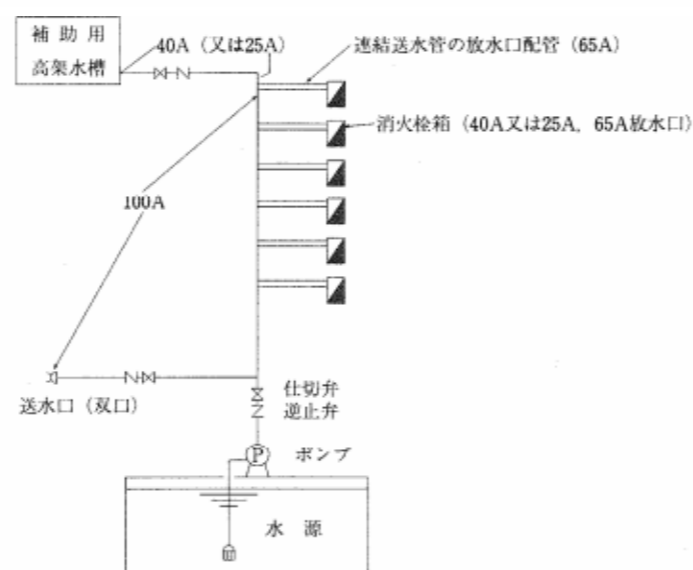 補助用
高架水槽
40A（又は25A）
連結送水管の放水口配管（65A）
消火栓箱（40A又は25A，65A放水口）
100A
送水口（双口）
仕切弁
逆止弁
P
ポンプ
水源